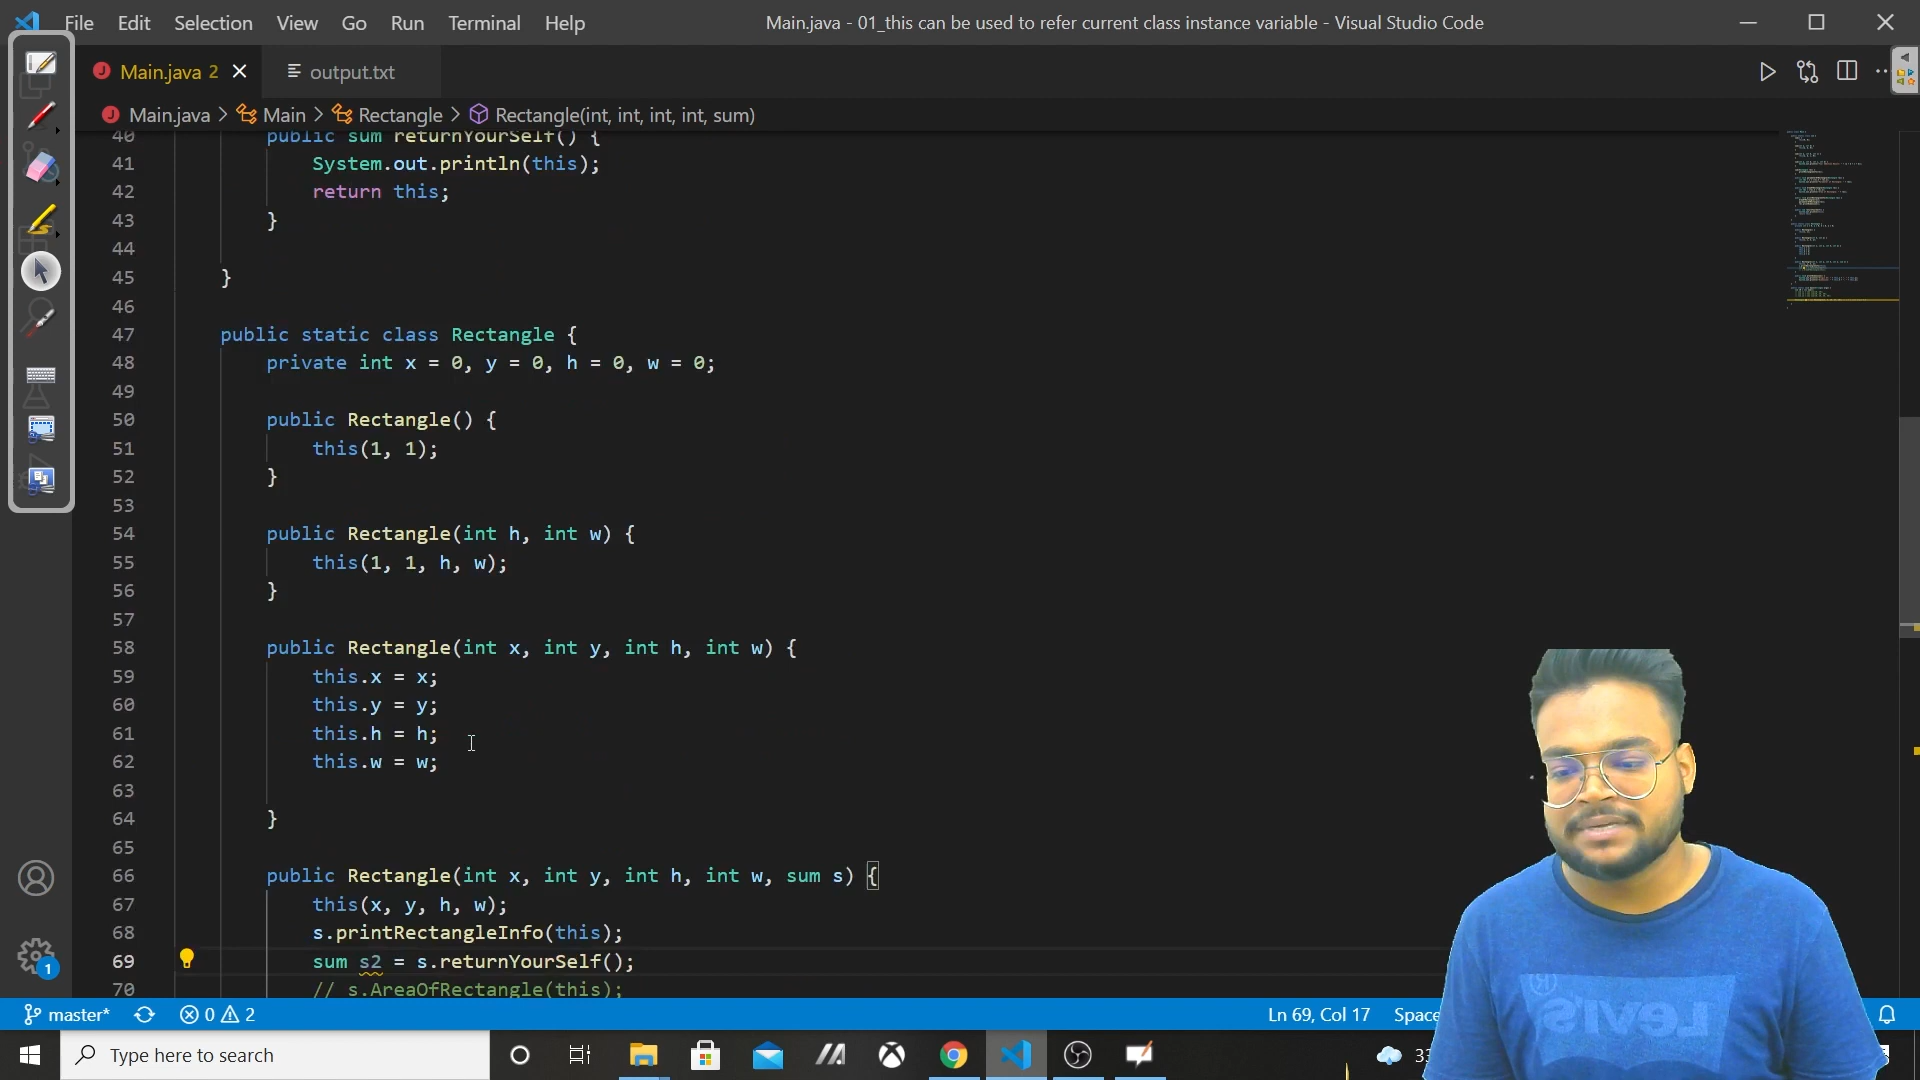 File Edit Selection View Go Run Terminal Help Main.java - 01_this can be used to refer current class instance variable - Visual Studio Code
Main.java 2 output.txt
Main.java > Main > Rectangle > Rectangle(int, int, int, int, sum)
40 public sum returnYourSelf() {
41 System.out.println(this);
42 return this;
43 }
44
45 }
46
47 public static class Rectangle {
48 private int x = 0, y = 0, h = 0, w = 0;
49
50 public Rectangle() {
51 this(1, 1);
52 }
53
54 public Rectangle(int h, int w) {
55 this(1, 1, h, w);
56 }
57
58 public Rectangle(int x, int y, int h, int w) {
59 this.x = x;
60 this.y = y;
61 this.h = h;
62 this.w = w;
63
64 }
65
66 public Rectangle(int x, int y, int h, int w, sum s) {
67 this(x, y, h, w);
68 s.printRectangleInfo(this);
69 sum s2 = s.returnYourSelf();
70 // s.AreaOfRectangle(this);
1
master* 0 2 Ln 69, Col 17
Type here to search
LEVI'S